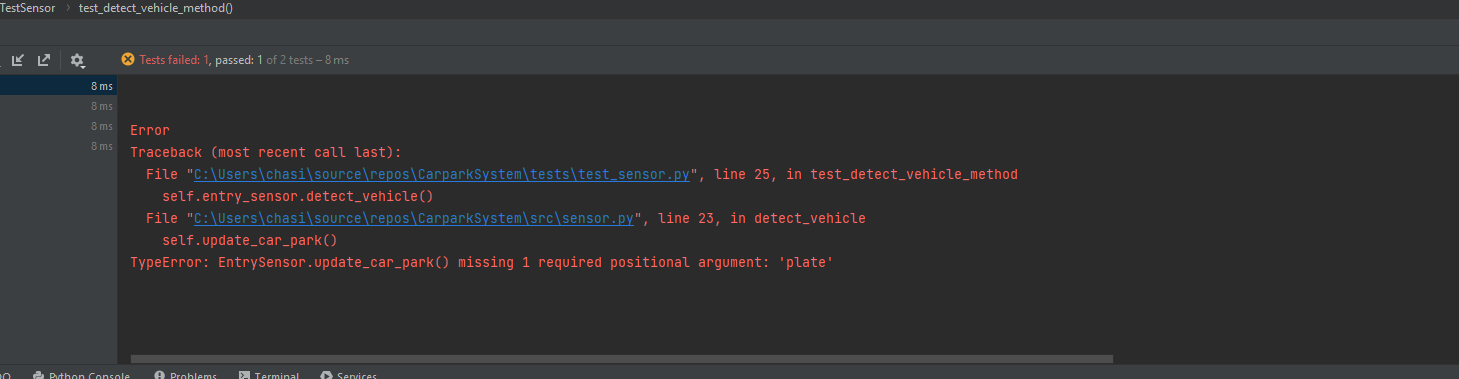 TestSensor › test_detect_vehicle_method()
Tests failed: 1, passed: 1 of 2 tests – 8 ms
8 ms
8 ms
8 ms
8 ms
Error
Traceback (most recent call last):
File "C:\Users\chasi\source\repos\CarparkSystem\tests\test_sensor.py", line 25, in test_detect_vehicle_method
self.entry_sensor.detect_vehicle()
File "C:\Users\chasi\source\repos\CarparkSystem\src\sensor.py", line 23, in detect_vehicle
self.update_car_park()
TypeError: EntrySensor.update_car_park() missing 1 required positional argument: 'plate'
Python Console Problems Terminal Services